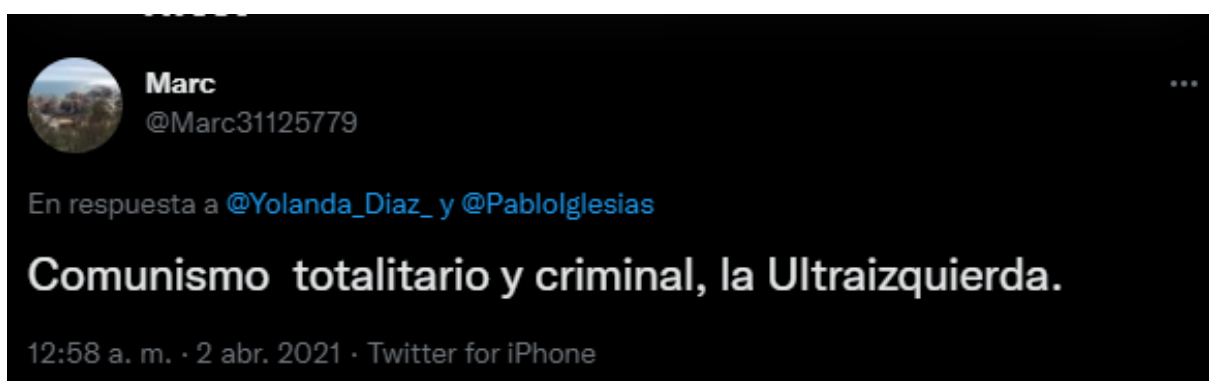 Marc
@Marc31125779
En respuesta a @Yolanda_Diaz_ y @PabloIglesias
Comunismo  totalitario y criminal, la Ultraizquierda.
12:58 a. m. · 2 abr. 2021 · Twitter for iPhone